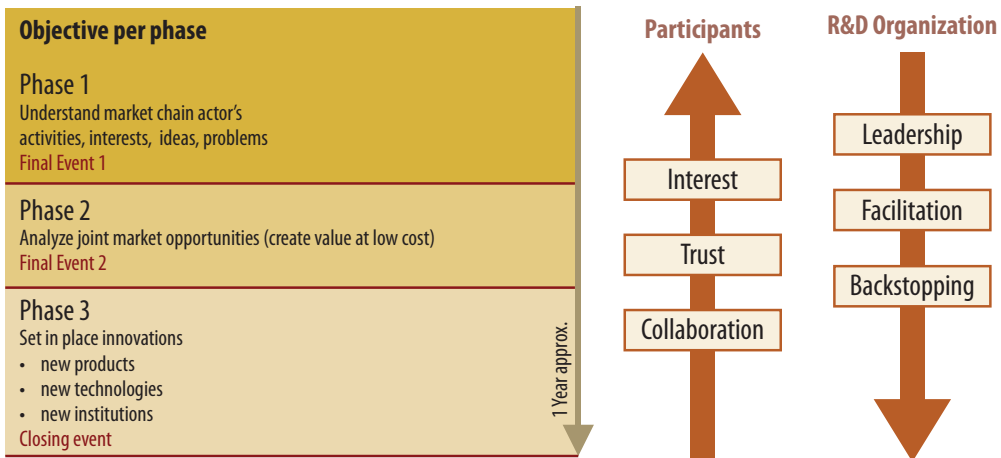 Objective per phase
Phase 1
Understand market chain actor's
activities, interests, ideas, problems
Final Event 1
Phase 2
Analyze joint market opportunities (create value at low cost)
Final Event 2
Phase 3
Set in place innovations
• new products
• new technologies
• new institutions
Closing event
1 Year approx.
Participants
Interest
Trust
Collaboration
R&D Organization
Leadership
Facilitation
Backstopping